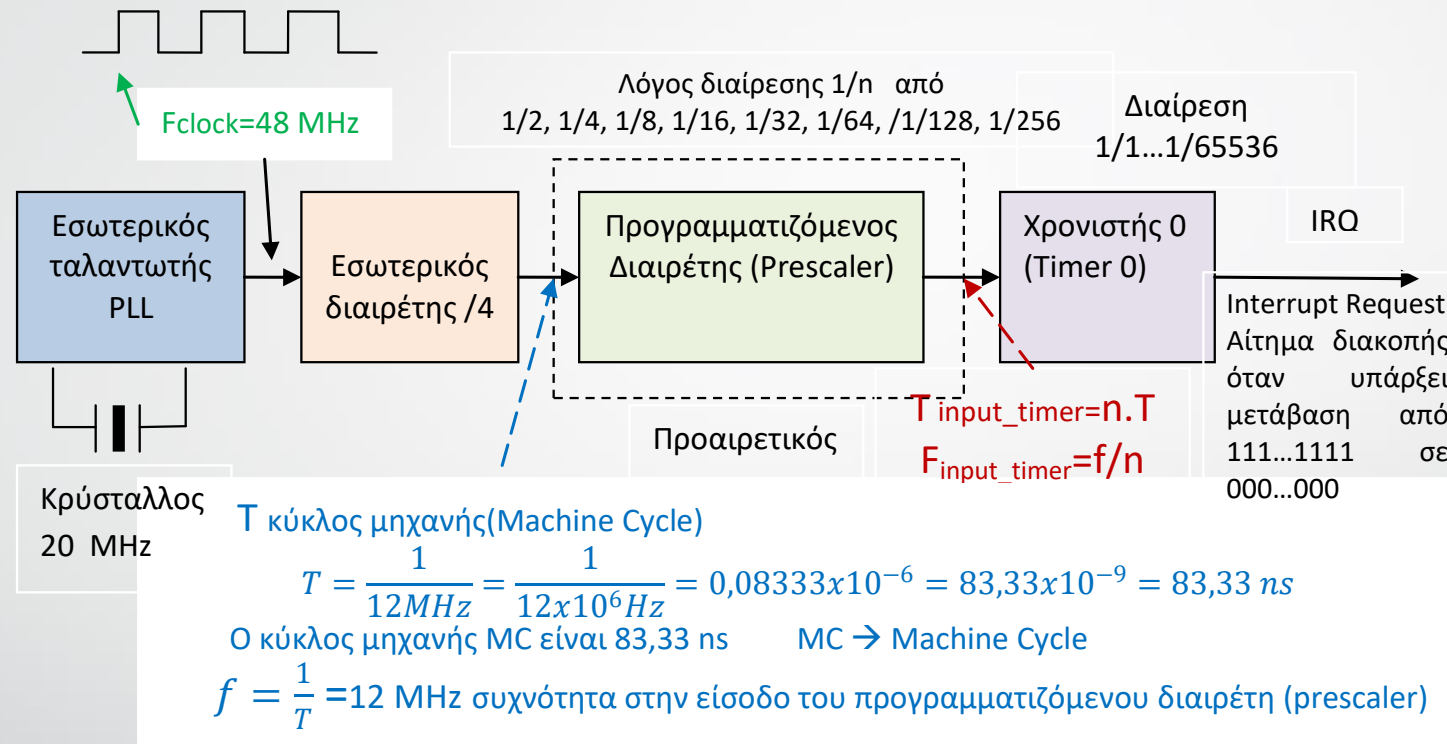 Fclock=48 MHz
Λόγος διαίρεσης 1/n από
1/2, 1/4, 1/8, 1/16, 1/32, 1/64, /1/128, 1/256
Διαίρεση
1/1...1/65536
Εσωτερικός
ταλαντωτής
PLL
Εσωτερικός
διαιρέτης /4
Προγραμματιζόμενος
Διαιρέτης (Prescaler)
Χρονιστής 0
(Timer 0)
IRQ
Interrupt Request
Αίτημα διακοπής
όταν υπάρξει
μετάβαση από
111...1111 σε
000...000
Προαιρετικός
T input_timer=n.T
F input_timer=f/n
Κρύσταλλος
20 MHz
T κύκλος μηχανής(Machine Cycle)
T = 1/12MHz = 1/12x10⁶Hz = 0,08333x10⁻⁶ = 83,33x10⁻⁹ = 83,33 ns
Ο κύκλος μηχανής MC είναι 83,33 ns MC → Machine Cycle
f = 1/T =12 MHz συχνότητα στην είσοδο του προγραμματιζόμενου διαιρέτη (prescaler)